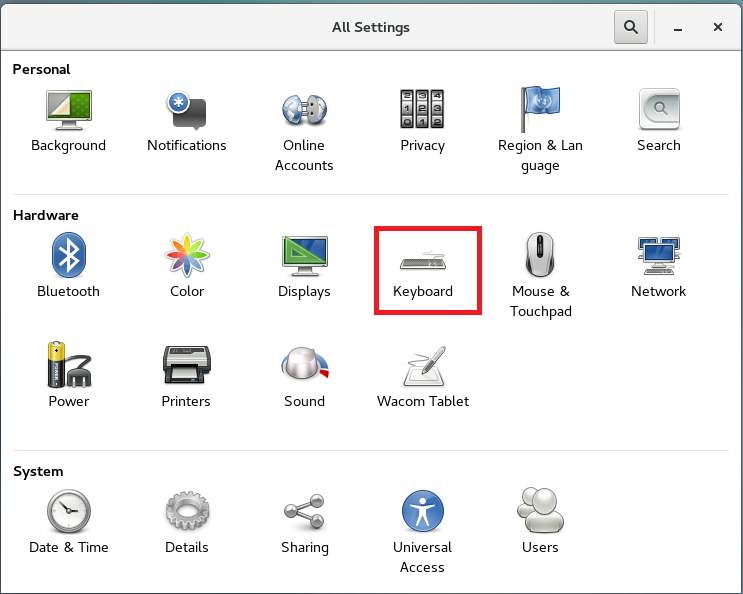 All Settings
Personal
Background
Notifications
Online
Accounts
Privacy
Region & Lan
guage
Search
Hardware
Bluetooth
Color
Displays
Keyboard
Mouse &
Touchpad
Network
Power
Printers
Sound
Wacom Tablet
System
Date & Time
Details
Sharing
Universal
Access
Users